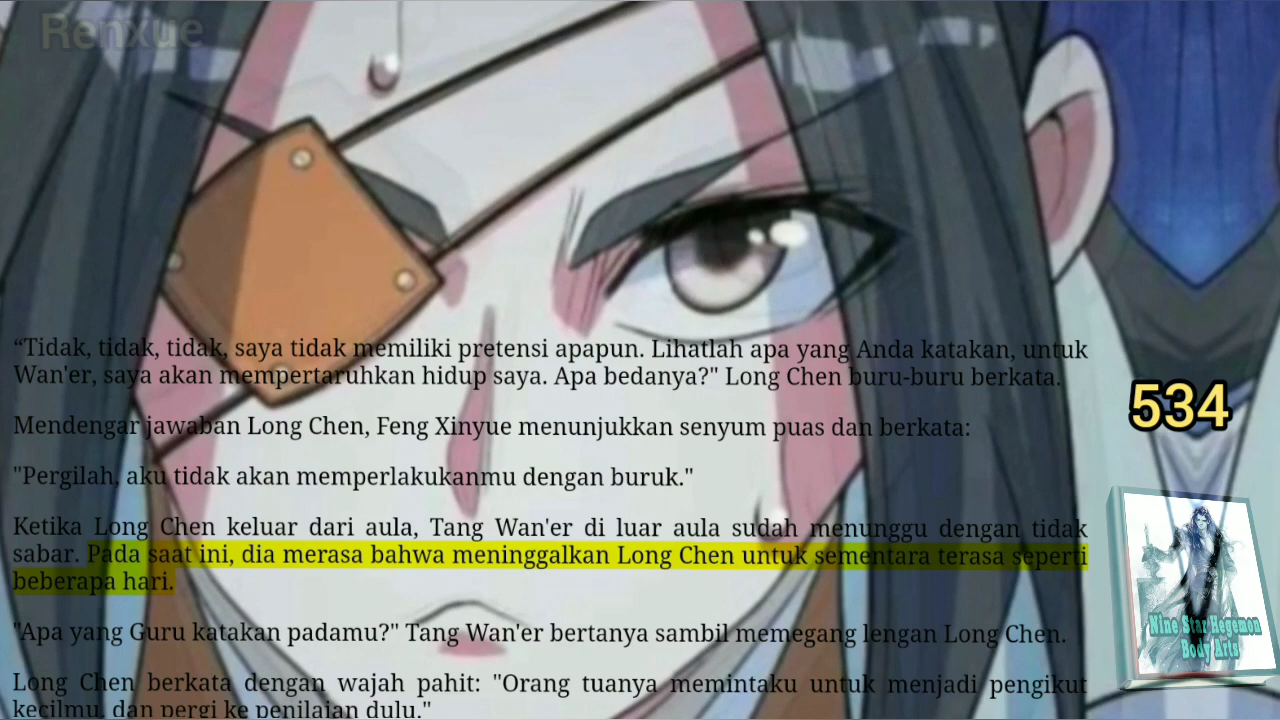 Renxue
“Tidak, tidak, tidak, saya tidak memiliki pretensi apapun. Lihatlah apa yang Anda katakan, untuk
Wan'er, saya akan mempertaruhkan hidup saya. Apa bedanya?" Long Chen buru-buru berkata.
Mendengar jawaban Long Chen, Feng Xinyue menunjukkan senyum puas dan berkata:
"Pergilah, aku tidak akan memperlakukanmu dengan buruk."
Ketika Long Chen keluar dari aula, Tang Wan'er di luar aula sudah menunggu dengan tidak
sabar. Pada saat ini, dia merasa bahwa meninggalkan Long Chen untuk sementara terasa seperti
beberapa hari.
"Apa yang Guru katakan padamu?" Tang Wan'er bertanya sambil memegang lengan Long Chen.
Long Chen berkata dengan wajah pahit: "Orang tuanya memintaku untuk menjadi pengikut
kecilmu, dan pergi ke penilaian dulu."
534
Nine Star Hegemon
Body Arts